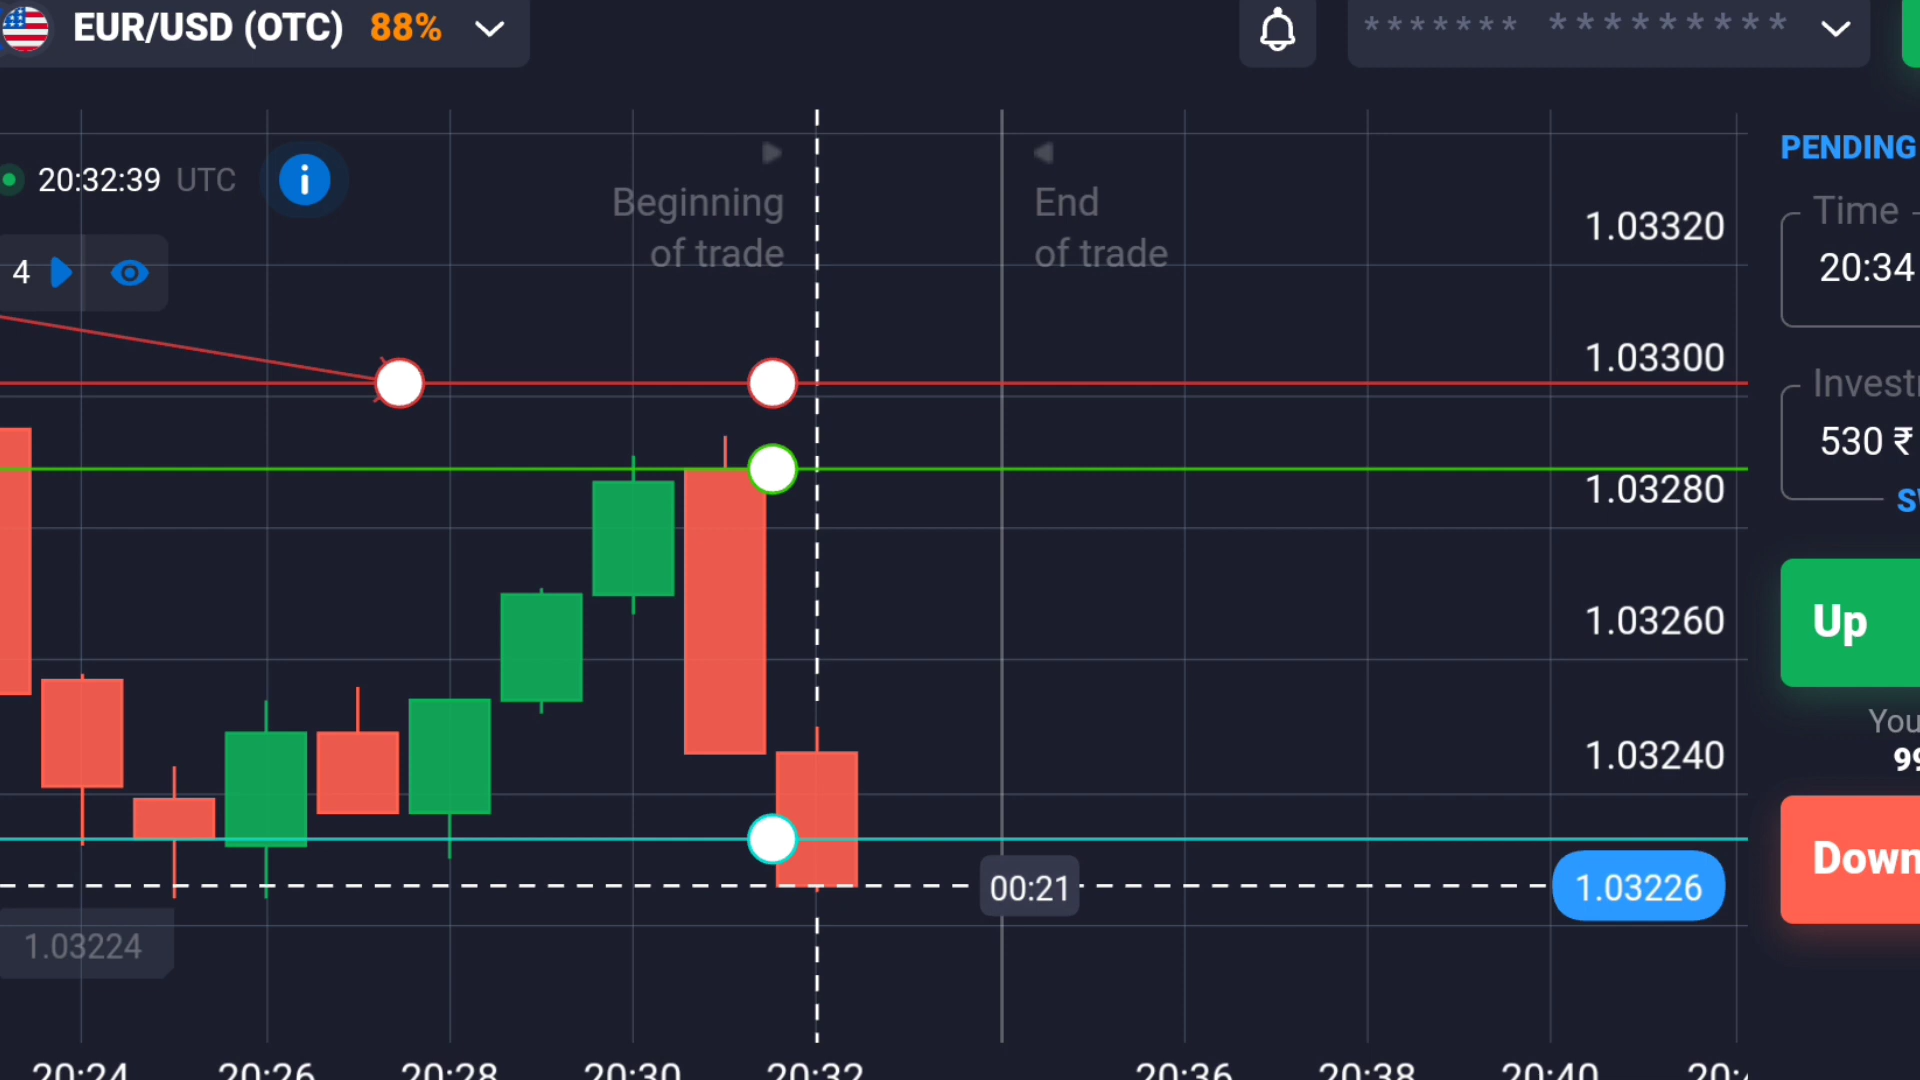 EUR/USD (OTC) 88%
******* *********
20:32:39 UTC
4
Beginning
of trade
End
of trade
1.03320
1.03300
1.03280
1.03260
1.03240
1.03226
00:21
1.03224
20:24 20:26 20:28 20:30 20:32 20:36 20:38 20:40
PENDING
Time
20:34
530 ₹
Up
Down